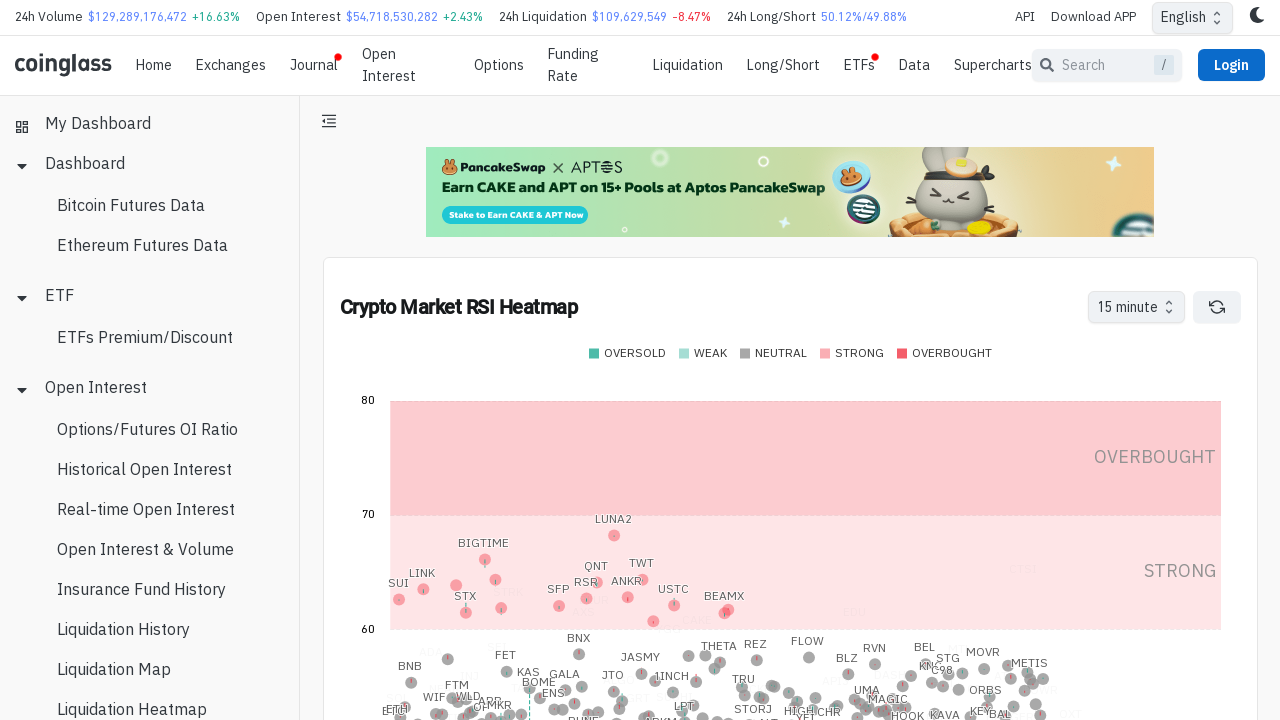 24h Volume $129,289,176,472 +16.63% Open Interest $54,718,530,282 +2.43% 24h Liquidation $109,629,549 -8.47% 24h Long/Short 50.12%/49.88% API Download APP English
coinglass Home Exchanges Journal Open Interest Options Funding Rate Liquidation Long/Short ETFs Data Supercharts Search / Login
My Dashboard
Dashboard
Bitcoin Futures Data
Ethereum Futures Data
ETF
ETFs Premium/Discount
Open Interest
Options/Futures OI Ratio
Historical Open Interest
Real-time Open Interest
Open Interest & Volume
Insurance Fund History
Liquidation History
Liquidation Map
Liquidation Heatmap
PancakeSwap × APTOS
Earn CAKE and APT on 15+ Pools at Aptos PancakeSwap
Stake to Earn CAKE & APT Now
Crypto Market RSI Heatmap 15 minute
OVERSOLD WEAK NEUTRAL STRONG OVERBOUGHT
80
OVERBOUGHT
70
LUNA2
BIGTIME
QNT TWT
LINK STRONG
SUI STX SFP RSR ANKR USTC BEAMX
60
BNX THETA REZ FLOW RVN BEL STG MOVR
FET JASMY BLZ METIS
BNB KAS GALA JTO 1INCH TRU C98
FTM BOME UMA ORBS
WIF WLD ENS LPT STORJ HIGH CHR MAGIC
MKR HOOK KAVA KEY BAL